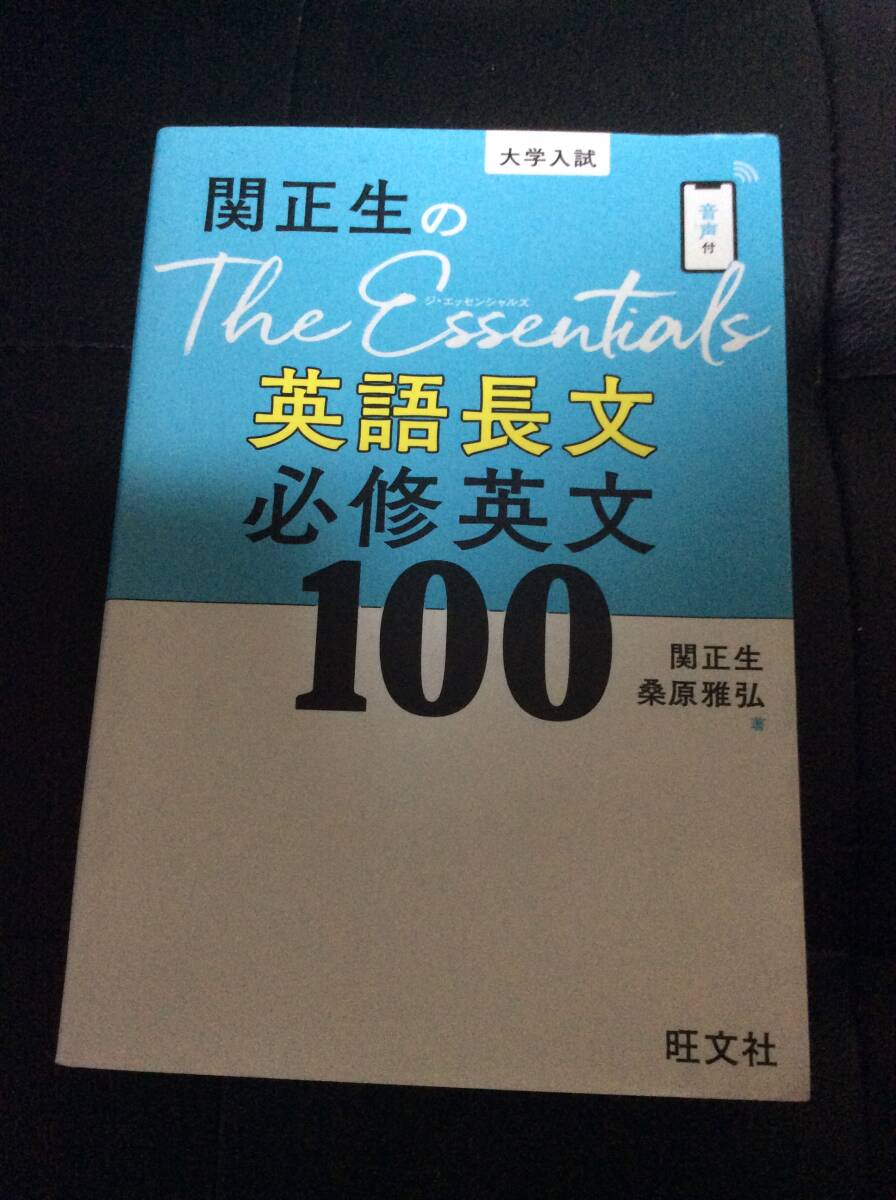 大学入試
関正生の
音声付
The Essentials
ジ・エッセンシャルズ
英語長文
必修英文
100
関正生
桑原雅弘
著
旺文社